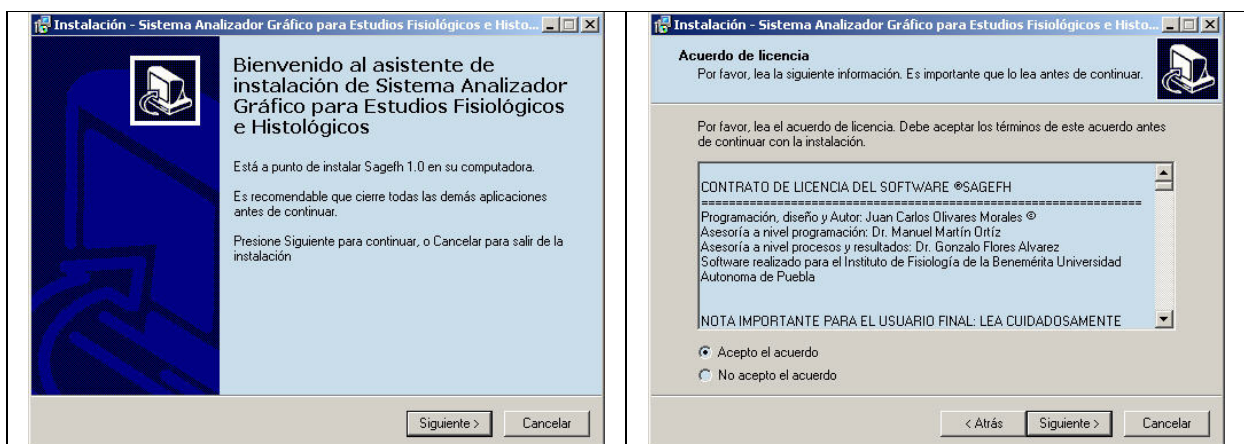 Instalación - Sistema Analizador Gráfico para Estudios Fisiológicos e Histo...
Bienvenido al asistente de
instalación de Sistema Analizador
Gráfico para Estudios Fisiológicos
e Histológicos
Está a punto de instalar Sagefh 1.0 en su computadora.
Es recomendable que cierre todas las demás aplicaciones
antes de continuar.
Presione Siguiente para continuar, o Cancelar para salir de la
instalación
Siguiente >
Cancelar
Instalación - Sistema Analizador Gráfico para Estudios Fisiológicos e Histo...
Acuerdo de licencia
Por favor, lea la siguiente información. Es importante que lo lea antes de continuar.
Por favor, lea el acuerdo de licencia. Debe aceptar los términos de este acuerdo antes
de continuar con la instalación.
CONTRATO DE LICENCIA DEL SOFTWARE ®SAGEFH
==========================================================
Programación, diseño y Autor: Juan Carlos Olivares Morales ©
Asesoría a nivel programación: Dr. Manuel Martín Ortíz
Asesoría a nivel procesos y resultados: Dr. Gonzalo Flores Alvarez
Software realizado para el Instituto de Fisiología de la Benemérita Universidad
Autonoma de Puebla
NOTA IMPORTANTE PARA EL USUARIO FINAL: LEA CUIDADOSAMENTE
Acepto el acuerdo
No acepto el acuerdo
< Atrás
Siguiente >
Cancelar